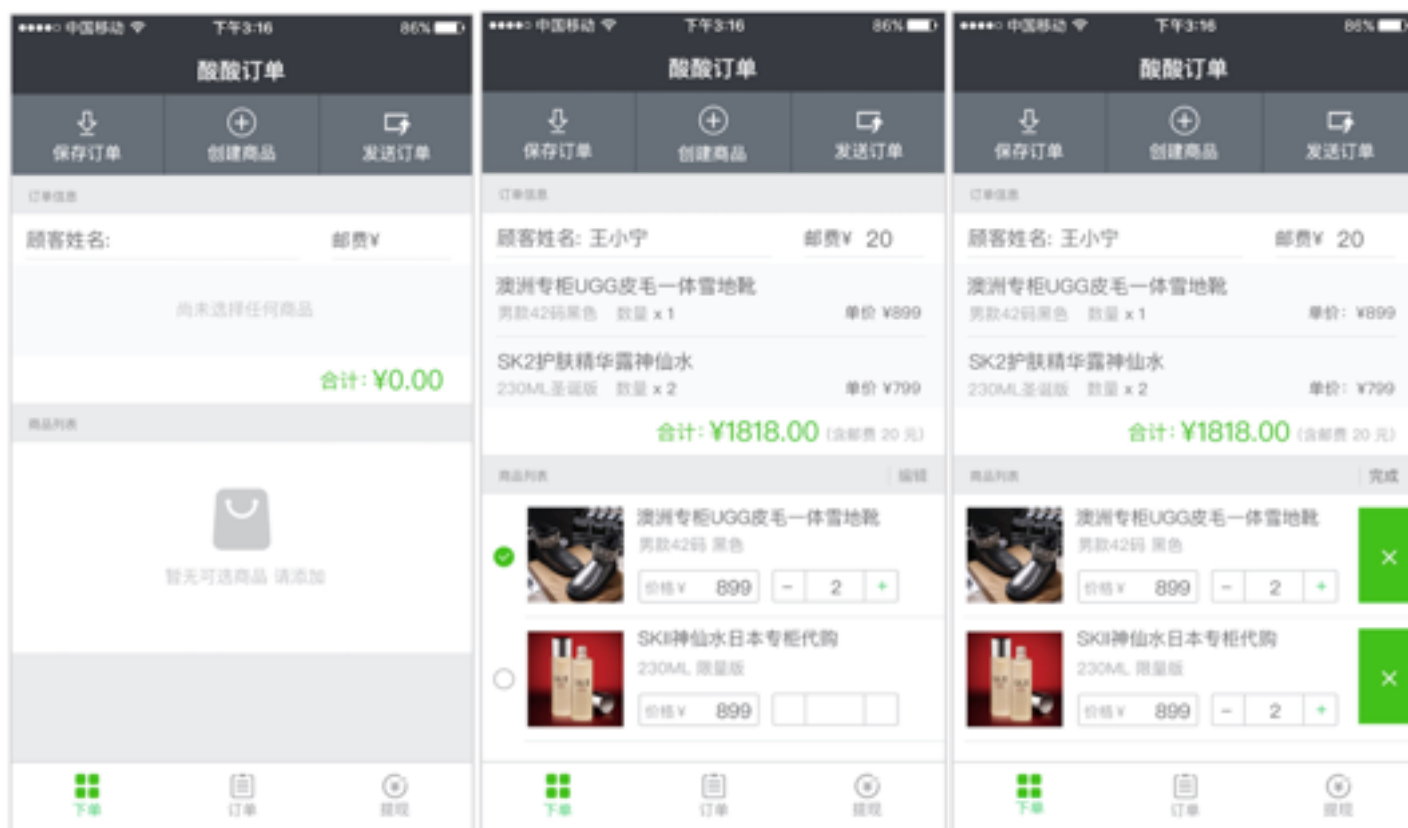 中国移动 下午3:16 86%
酸酸订单
保存订单 创建商品 发送订单
订单信息
顾客姓名: 邮费¥
尚未选择任何商品
合计: ¥0.00
商品列表
暂无可选商品 请添加
下单 订单 提现
中国移动 下午3:16 86%
酸酸订单
保存订单 创建商品 发送订单
订单信息
顾客姓名: 王小宁 邮费¥ 20
澳洲专柜UGG皮毛一体雪地靴
男款42码黑色 数量 x 1 单价 ¥899
SK2护肤精华露神仙水
230ML圣诞版 数量 x 2 单价 ¥799
合计: ¥1818.00 (含邮费 20 元)
商品列表 编辑
澳洲专柜UGG皮毛一体雪地靴
男款42码 黑色
价格¥ 899 - 2 +
SKII神仙水日本专柜代购
230ML 限量版
价格¥ 899
下单 订单 提现
中国移动 下午3:16 86%
酸酸订单
保存订单 创建商品 发送订单
订单信息
顾客姓名: 王小宁 邮费¥ 20
澳洲专柜UGG皮毛一体雪地靴
男款42码黑色 数量 x 1 单价: ¥899
SK2护肤精华露神仙水
230ML圣诞版 数量 x 2 单价: ¥799
合计: ¥1818.00 (含邮费 20 元)
商品列表 完成
澳洲专柜UGG皮毛一体雪地靴
男款42码 黑色
价格¥ 899 - 2 +
SKII神仙水日本专柜代购
230ML 限量版
价格¥ 899 - 2 +
下单 订单 提现